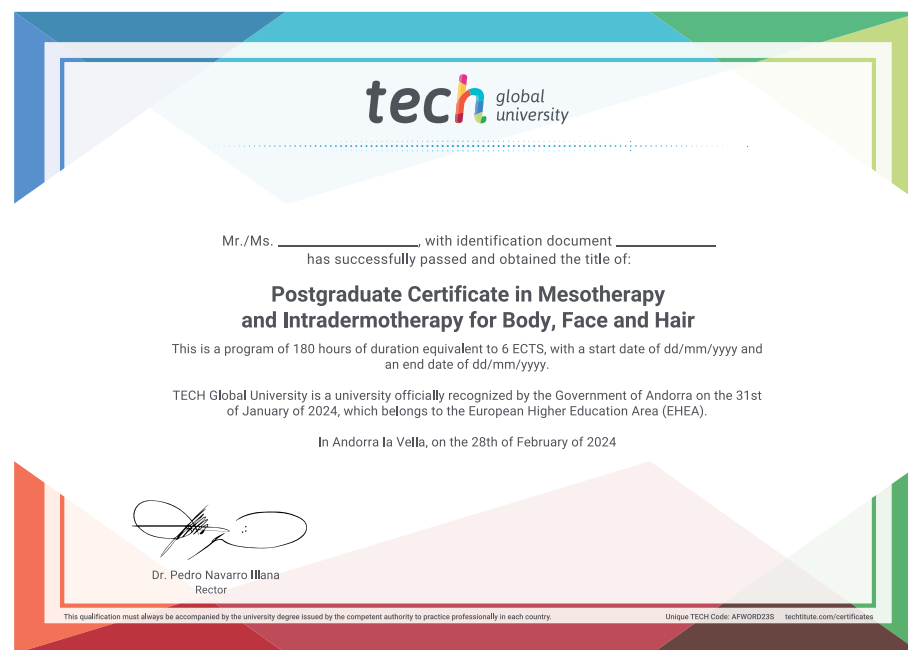 tech global
university
Mr./Ms. ______________, with identification document ____________
has successfully passed and obtained the title of:
Postgraduate Certificate in Mesotherapy
and Intradermotherapy for Body, Face and Hair
This is a program of 180 hours of duration equivalent to 6 ECTS, with a start date of dd/mm/yyyy and
an end date of dd/mm/yyyy.
TECH Global University is a university officially recognized by the Government of Andorra on the 31st
of January of 2024, which belongs to the European Higher Education Area (EHEA).
In Andorra la Vella, on the 28th of February of 2024
Dr. Pedro Navarro Illana
Rector
This qualification must always be accompanied by the university degree issued by the competent authority to practice professionally in each country. Unique TECH Code: AFWORD23S techtitute.com/certificates